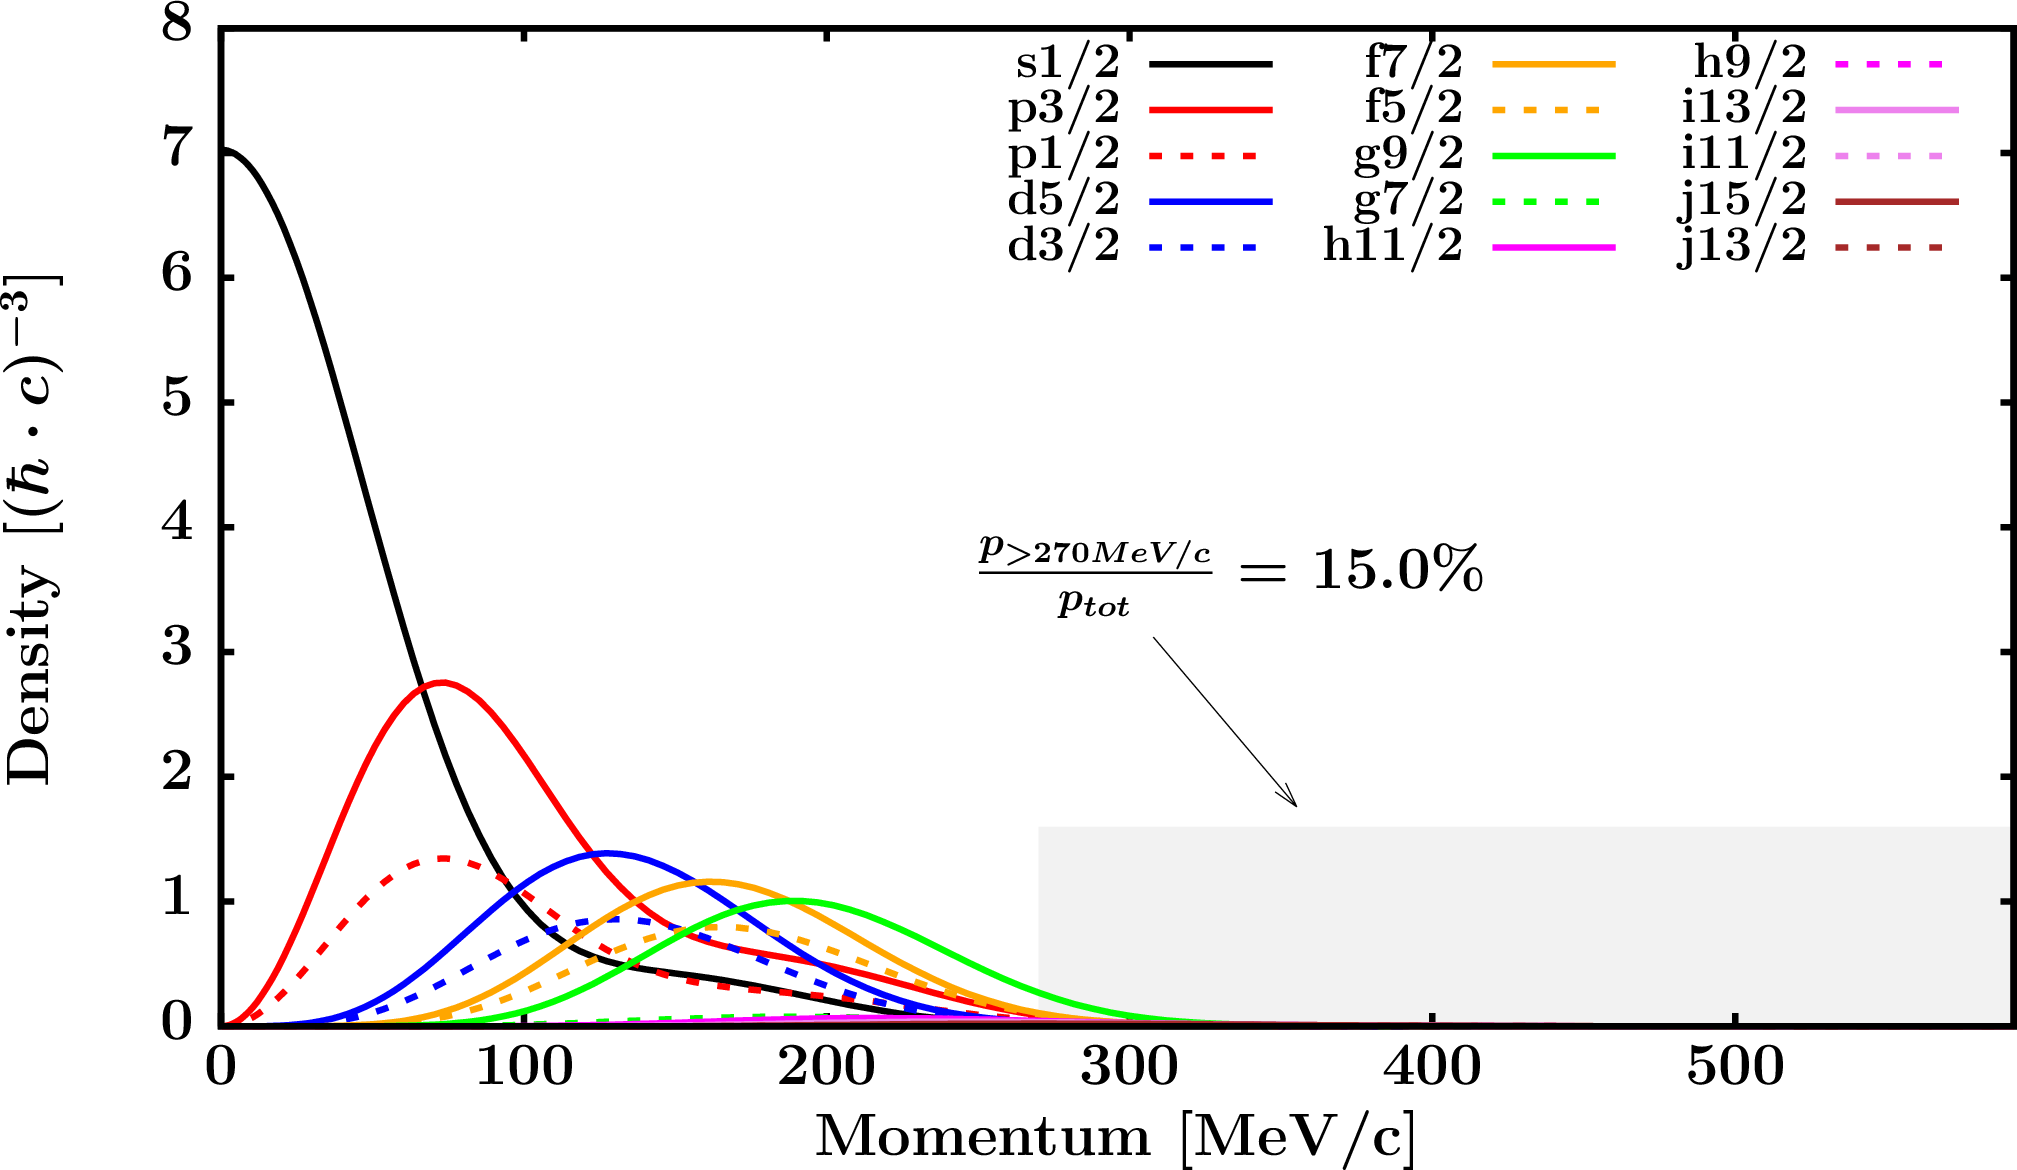 8
7
6
5
4
3
2
1
0
Density [(ħ · c)⁻³]
s1/2 f7/2 h9/2
p3/2 f5/2 i13/2
p1/2 g9/2 i11/2
d5/2 g7/2 j15/2
d3/2 h11/2 j13/2
p>270MeV/c
= 15.0%
ptot
0 100 200 300 400 500
Momentum [MeV/c]